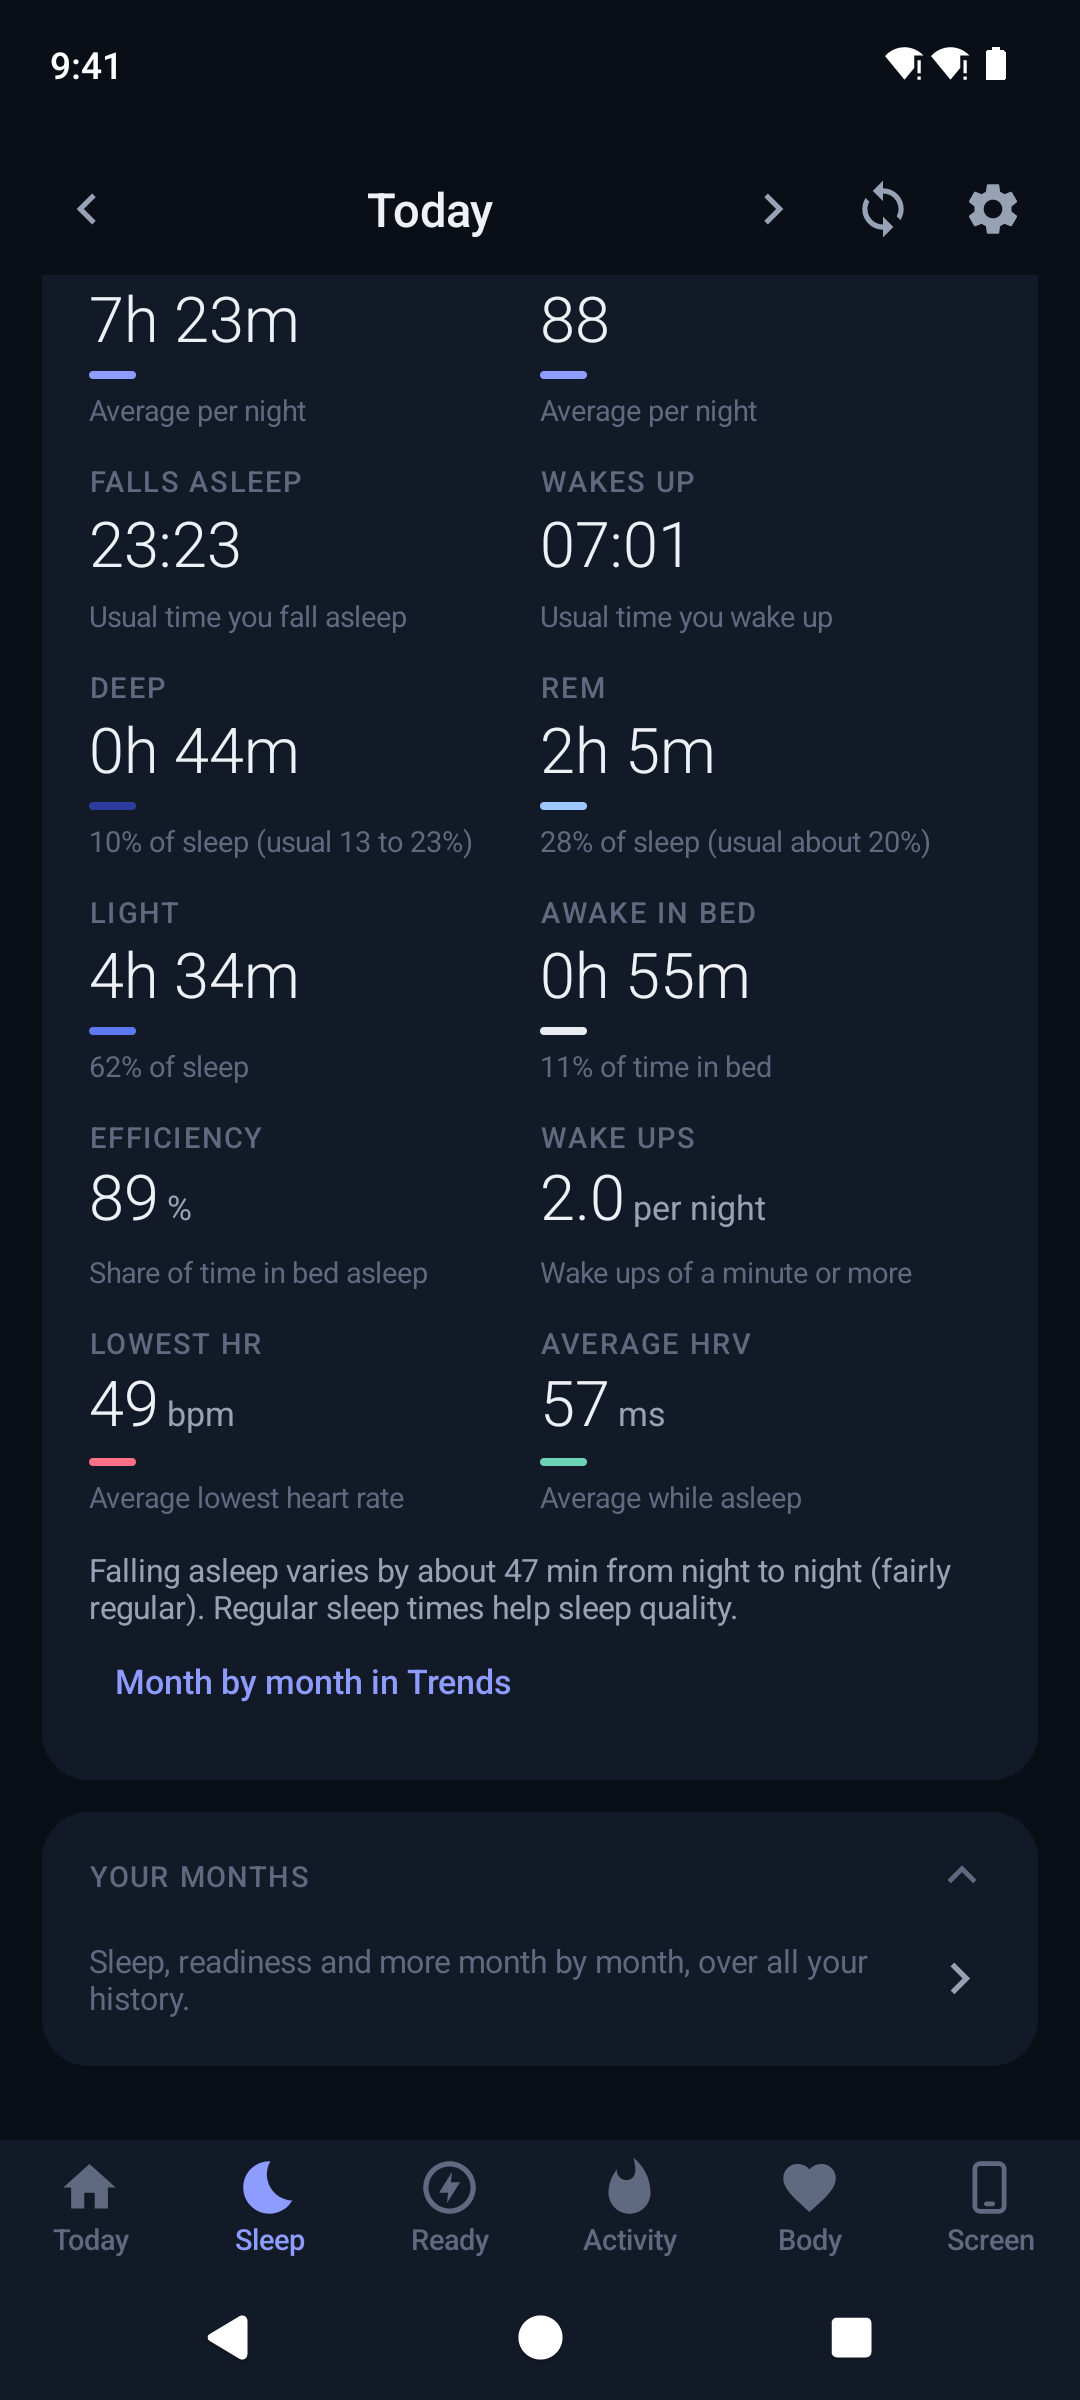 9:41
Today
7h 23m
88
Average per night
Average per night
FALLS ASLEEP
WAKES UP
23:23
07:01
Usual time you fall asleep
Usual time you wake up
DEEP
REM
0h 44m
2h 5m
10% of sleep (usual 13 to 23%)
28% of sleep (usual about 20%)
LIGHT
AWAKE IN BED
4h 34m
0h 55m
62% of sleep
11% of time in bed
EFFICIENCY
WAKE UPS
89 %
2.0 per night
Share of time in bed asleep
Wake ups of a minute or more
LOWEST HR
AVERAGE HRV
49 bpm
57 ms
Average lowest heart rate
Average while asleep
Falling asleep varies by about 47 min from night to night (fairly
regular). Regular sleep times help sleep quality.
Month by month in Trends
YOUR MONTHS
Sleep, readiness and more month by month, over all your
history.
Today
Sleep
Ready
Activity
Body
Screen